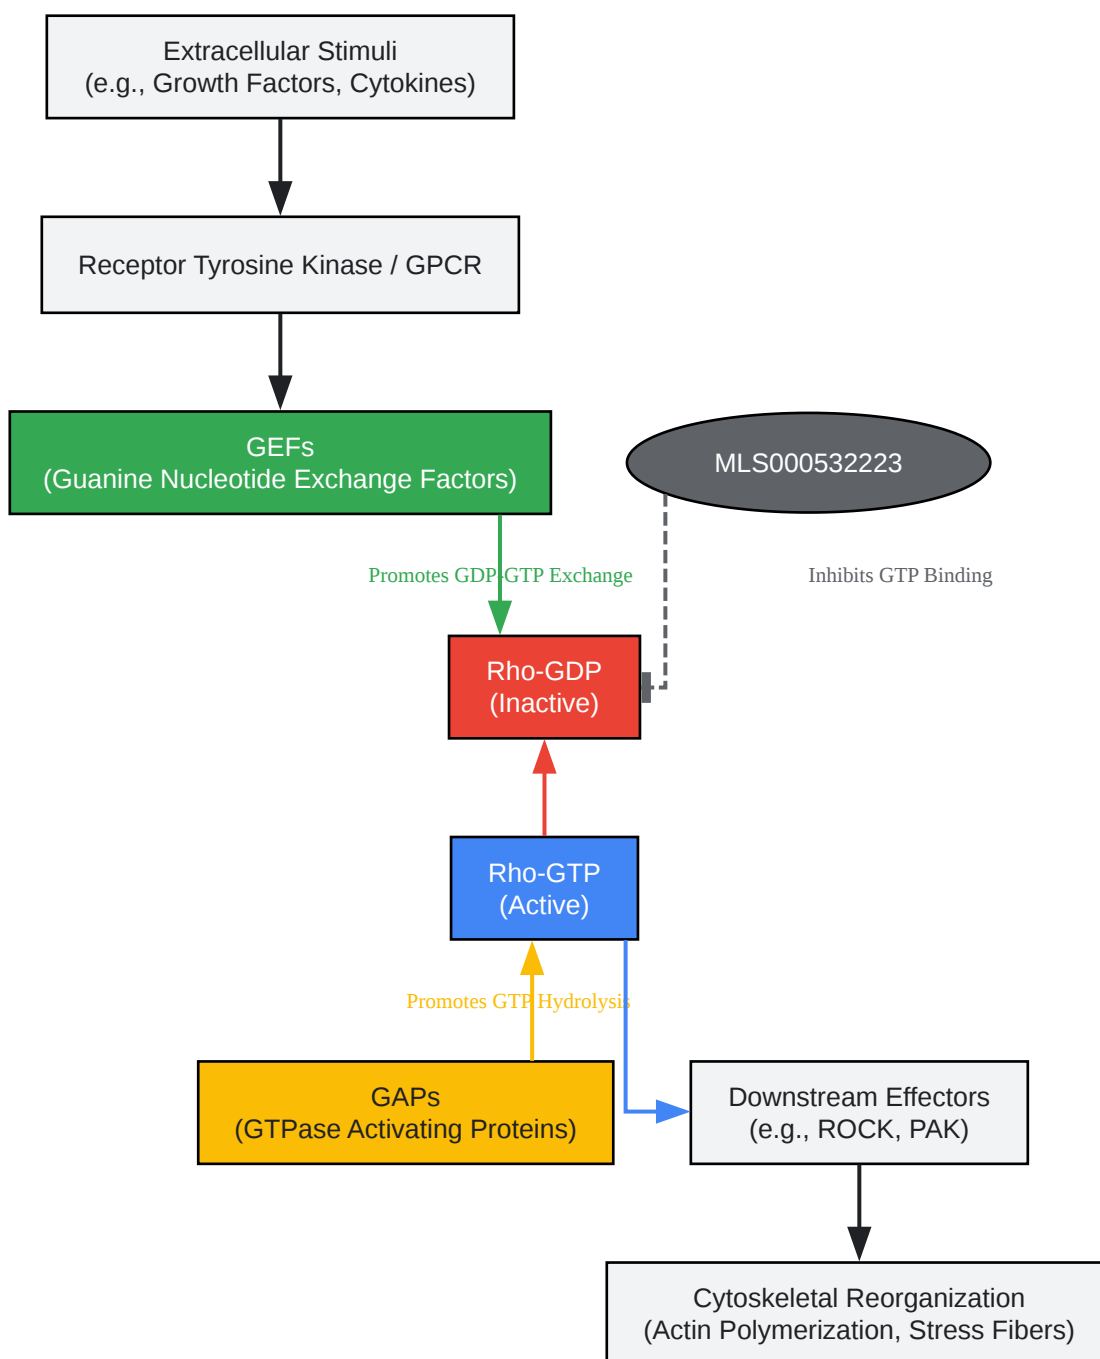 Extracellular Stimuli
(e.g., Growth Factors, Cytokines)
Receptor Tyrosine Kinase / GPCR
GEFs
(Guanine Nucleotide Exchange Factors)
MLS000532223
Promotes GDP-GTP Exchange
Inhibits GTP Binding
Rho-GDP
(Inactive)
Rho-GTP
(Active)
Promotes GTP Hydrolysis
GAPs
(GTPase Activating Proteins)
Downstream Effectors
(e.g., ROCK, PAK)
Cytoskeletal Reorganization
(Actin Polymerization, Stress Fibers)